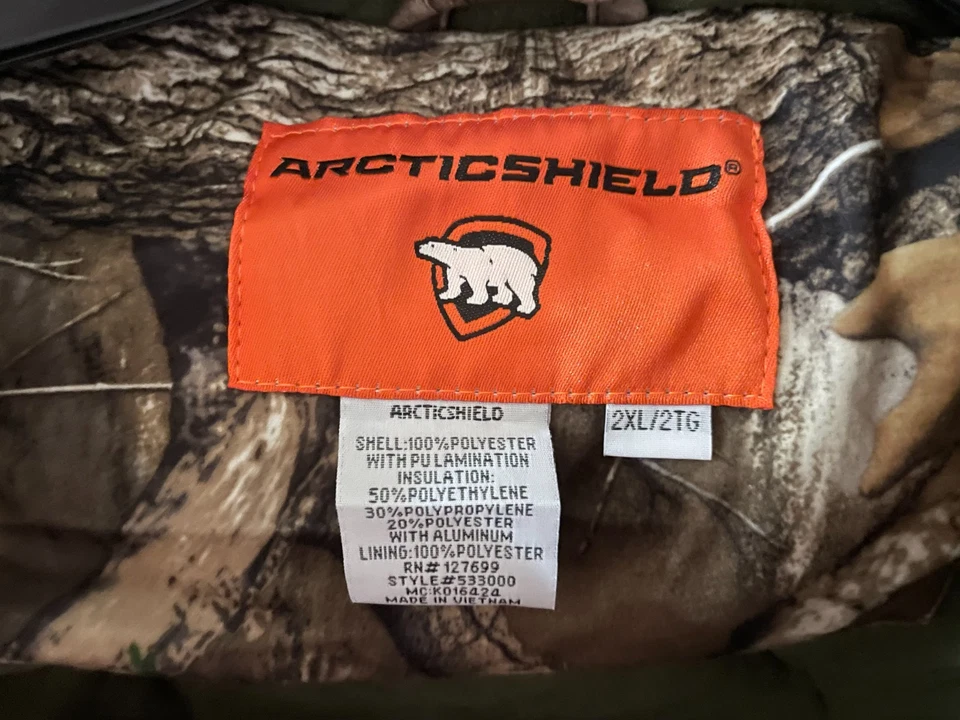 ARCTICSHIELD®
ARCTICSHIELD
SHELL:100%POLYESTER
WITH PU LAMINATION
INSULATION:
50%POLYETHYLENE
30%POLYPROPYLENE
20%POLYESTER
WITH ALUMINUM
LINING:100%POLYESTER
RN# 127699
STYLE#533000
MC:K016424
MADE IN VIETNAM
2XL/2TG